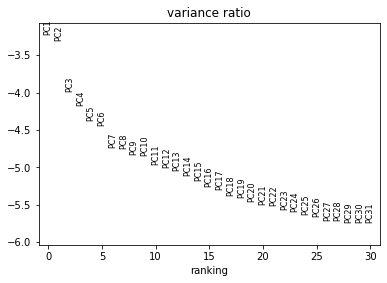 variance ratio
PC1
PC2
PC3
PC4
PC5
PC6
PC7
PC8
PC9
PC10
PC11
PC12
PC13
PC14
PC15
PC16
PC17
PC18
PC19
PC20
PC21
PC22
PC23
PC24
PC25
PC26
PC27
PC28
PC29
PC30
PC31
−3.5
−4.0
−4.5
−5.0
−5.5
−6.0
0 5 10 15 20 25 30
ranking